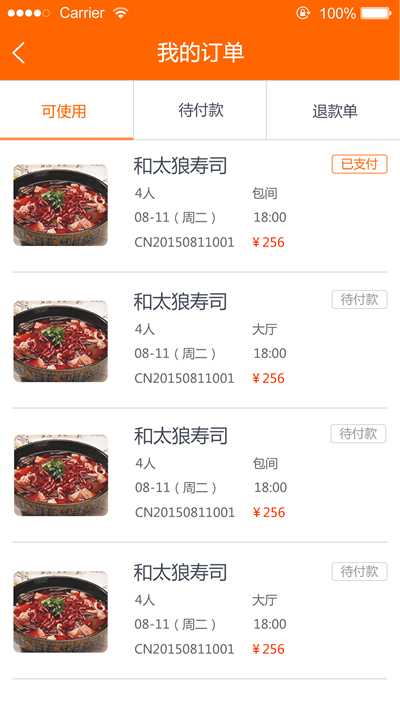 Carrier 100%
我的订单
可使用 待付款 退款单
和太狼寿司 已支付
4人 包间
08-11（周二） 18:00
CN20150811001 ¥256
和太狼寿司 待付款
4人 大厅
08-11（周二） 18:00
CN20150811001 ¥256
和太狼寿司 待付款
4人 包间
08-11（周二） 18:00
CN20150811001 ¥256
和太狼寿司 待付款
4人 大厅
08-11（周二） 18:00
CN20150811001 ¥256